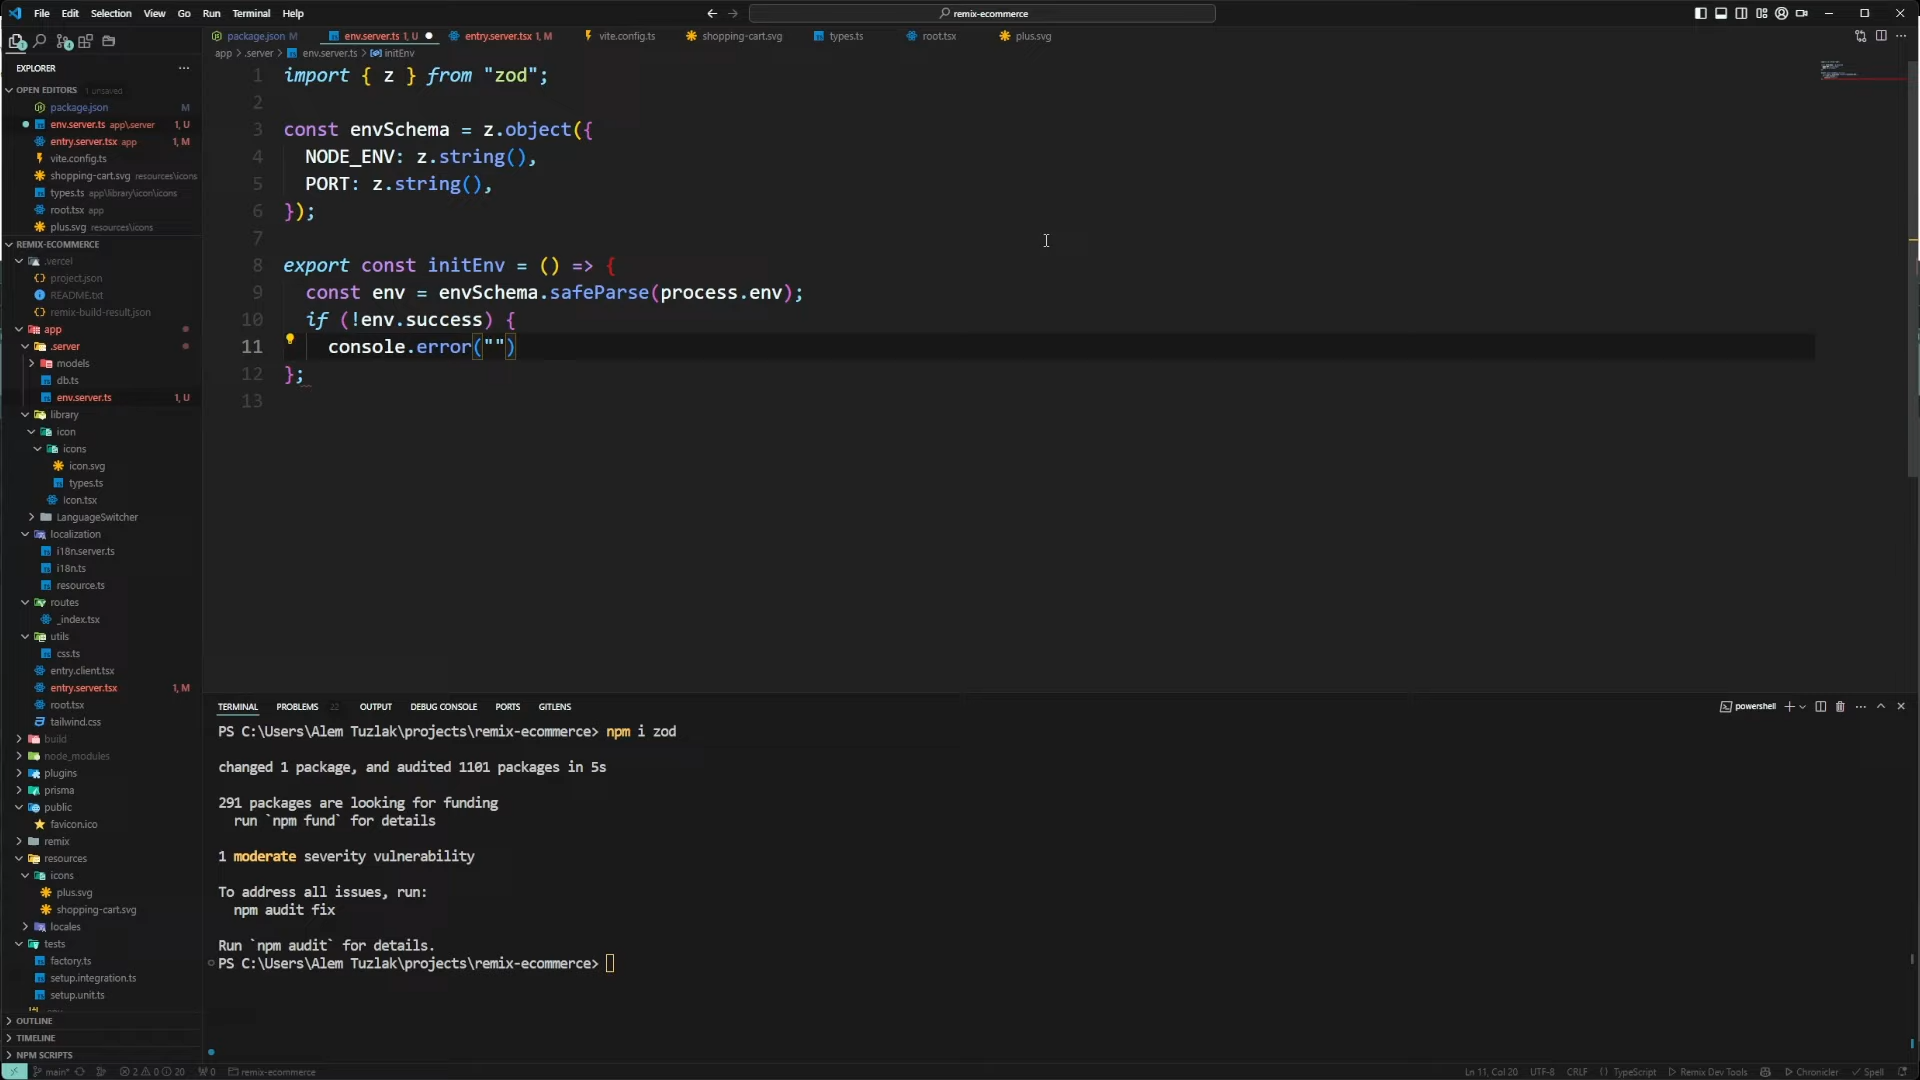 File Edit Selection View Go Run Terminal Help
remix-ecommerce
EXPLORER
OPEN EDITORS 1 unsaved
package.json M
env.server.ts app\server 1, U
entry.server.tsx app 1, M
vite.config.ts
shopping-cart.svg resources\icons
types.ts app\library\icon\icons
root.tsx app
plus.svg resources\icons
REMIX-ECOMMERCE
.vercel
project.json
README.txt
remix-build-result.json
app
.server
models
db.ts
env.server.ts 1, U
library
icon
icons
icon.svg
types.ts
Icon.tsx
LanguageSwitcher
localization
i18n.server.ts
i18n.ts
resource.ts
routes
_index.tsx
utils
css.ts
entry.client.tsx
entry.server.tsx 1, M
root.tsx
tailwind.css
build
node_modules
plugins
prisma
public
favicon.ico
remix
resources
icons
plus.svg
shopping-cart.svg
locales
tests
factory.ts
setup.integration.ts
setup.unit.ts
OUTLINE
TIMELINE
NPM SCRIPTS
package.json M env.server.ts 1, U entry.server.tsx 1, M vite.config.ts shopping-cart.svg types.ts root.tsx plus.svg
app > .server > env.server.ts > initEnv
1 import { z } from "zod";
2
3 const envSchema = z.object({
4 NODE_ENV: z.string(),
5 PORT: z.string(),
6 });
7
8 export const initEnv = () => {
9 const env = envSchema.safeParse(process.env);
10 if (!env.success) {
11 console.error("")
12 };
13
TERMINAL PROBLEMS 22 OUTPUT DEBUG CONSOLE PORTS GITLENS
powershell
PS C:\Users\Alem Tuzlak\projects\remix-ecommerce> npm i zod
changed 1 package, and audited 1101 packages in 5s
291 packages are looking for funding
run `npm fund` for details
1 moderate severity vulnerability
To address all issues, run:
npm audit fix
Run `npm audit` for details.
PS C:\Users\Alem Tuzlak\projects\remix-ecommerce>
main* 2 0 20 0 remix-ecommerce Ln 11, Col 20 UTF-8 CRLF TypeScript Remix Dev Tools Chronicler Spell